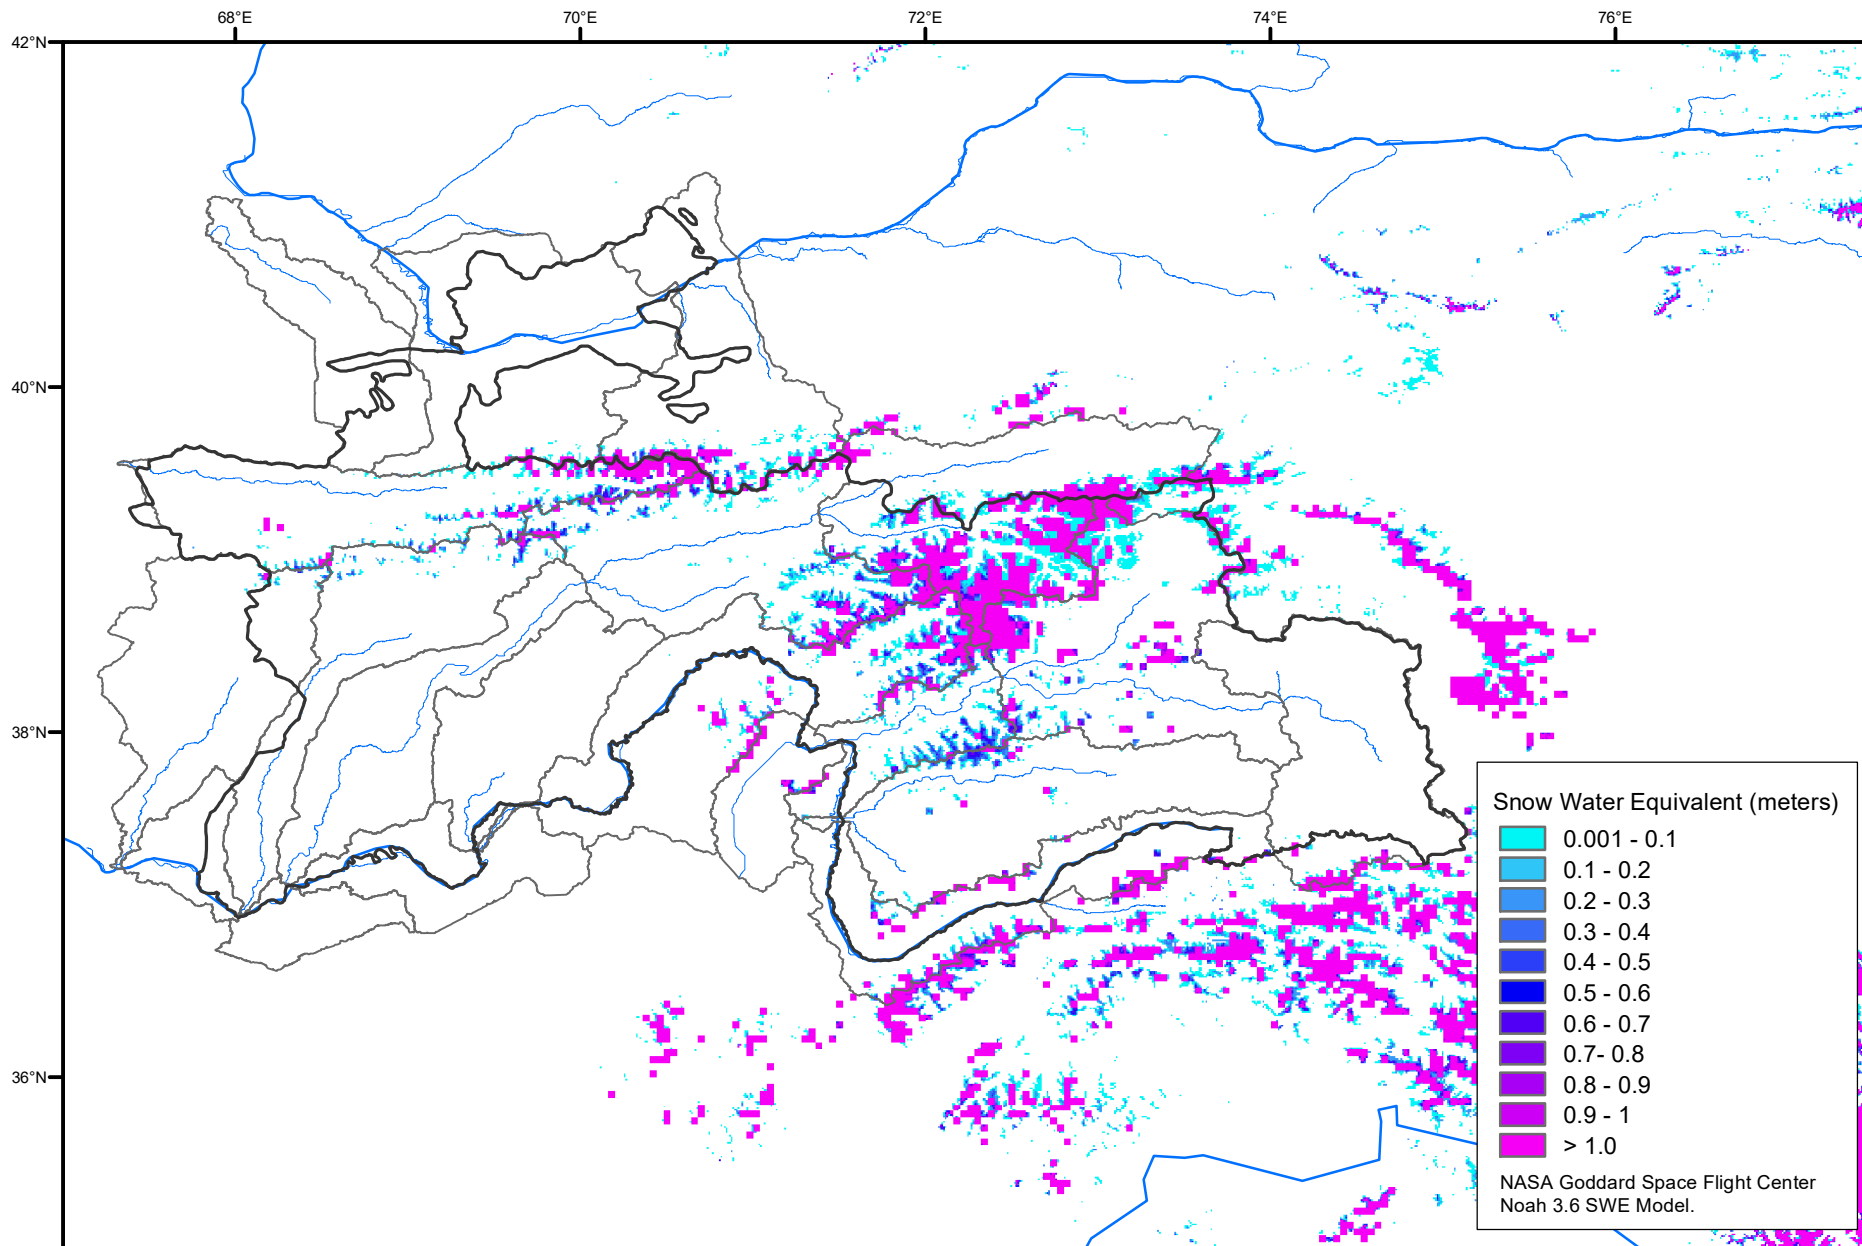 68°E 70°E 72°E 74°E 76°E
42°N
40°N
38°N
36°N
Snow Water Equivalent (meters)
0.001 - 0.1
0.1 - 0.2
0.2 - 0.3
0.3 - 0.4
0.4 - 0.5
0.5 - 0.6
0.6 - 0.7
0.7- 0.8
0.8 - 0.9
0.9 - 1
> 1.0
NASA Goddard Space Flight Center
Noah 3.6 SWE Model.